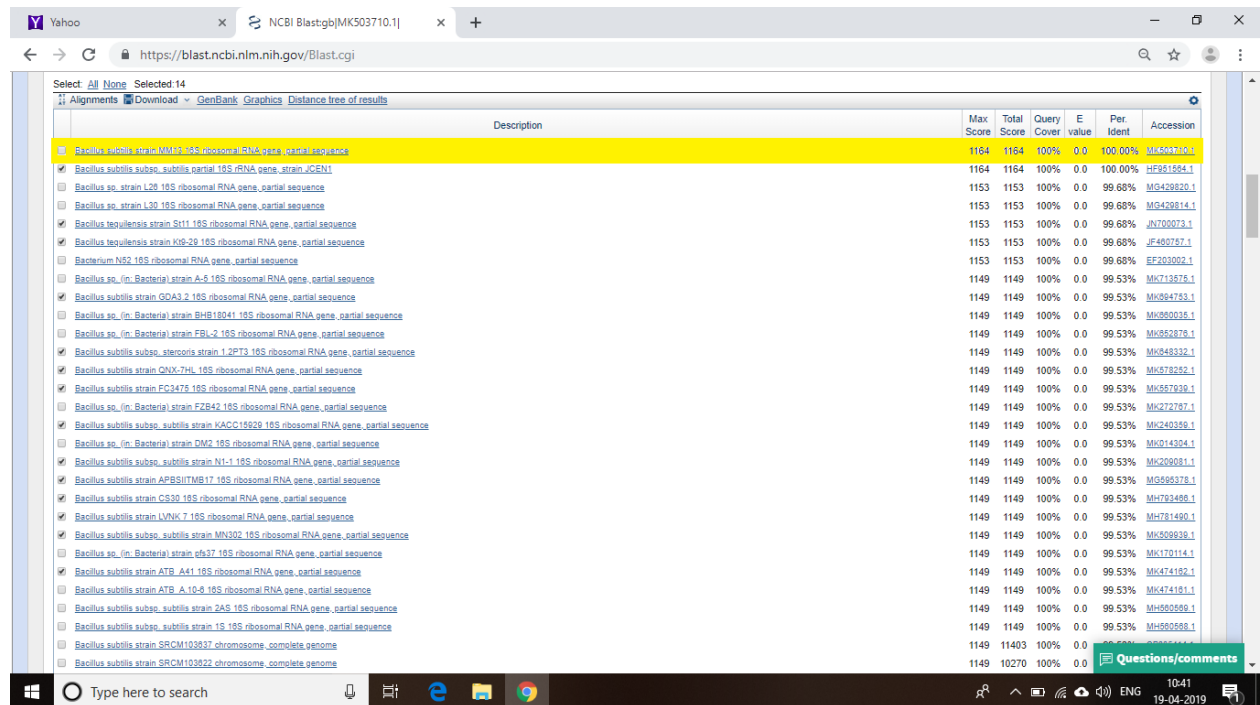 Yahoo
NCBI Blast:gb|MK503710.1|
https://blast.ncbi.nlm.nih.gov/Blast.cgi
Select: All None Selected:14
Alignments Download GenBank Graphics Distance tree of results
Description Max Score Total Score Query Cover E value Per. Ident Accession
Bacillus subtilis strain MM13 16S ribosomal RNA gene, partial sequence 1164 1164 100% 0.0 100.00% MK503710.1
Bacillus subtilis subsp. subtilis partial 16S rRNA gene, strain JCEN1 1164 1164 100% 0.0 100.00% HF951564.1
Bacillus sp. strain L26 16S ribosomal RNA gene, partial sequence 1153 1153 100% 0.0 99.68% MG429820.1
Bacillus sp. strain L30 16S ribosomal RNA gene, partial sequence 1153 1153 100% 0.0 99.68% MG429814.1
Bacillus tequilensis strain St11 16S ribosomal RNA gene, partial sequence 1153 1153 100% 0.0 99.68% JN700073.1
Bacillus tequilensis strain Kt9-29 16S ribosomal RNA gene, partial sequence 1153 1153 100% 0.0 99.68% JF460757.1
Bacterium N52 16S ribosomal RNA gene, partial sequence 1153 1153 100% 0.0 99.68% EF203002.1
Bacillus sp. (in: Bacteria) strain A-5 16S ribosomal RNA gene, partial sequence 1149 1149 100% 0.0 99.53% MK713575.1
Bacillus subtilis strain GDA3.2 16S ribosomal RNA gene, partial sequence 1149 1149 100% 0.0 99.53% MK694753.1
Bacillus sp. (in: Bacteria) strain BHB18041 16S ribosomal RNA gene, partial sequence 1149 1149 100% 0.0 99.53% MK660035.1
Bacillus sp. (in: Bacteria) strain FBL-2 16S ribosomal RNA gene, partial sequence 1149 1149 100% 0.0 99.53% MK652876.1
Bacillus subtilis subsp. stercoris strain 1.2PT3 16S ribosomal RNA gene, partial sequence 1149 1149 100% 0.0 99.53% MK648332.1
Bacillus subtilis strain QNX-7HL 16S ribosomal RNA gene, partial sequence 1149 1149 100% 0.0 99.53% MK578252.1
Bacillus subtilis strain FC3475 16S ribosomal RNA gene, partial sequence 1149 1149 100% 0.0 99.53% MK557939.1
Bacillus sp. (in: Bacteria) strain FZB42 16S ribosomal RNA gene, partial sequence 1149 1149 100% 0.0 99.53% MK272767.1
Bacillus subtilis subsp. subtilis strain KACC15929 16S ribosomal RNA gene, partial sequence 1149 1149 100% 0.0 99.53% MK240359.1
Bacillus sp. (in: Bacteria) strain DM2 16S ribosomal RNA gene, partial sequence 1149 1149 100% 0.0 99.53% MK014304.1
Bacillus subtilis subsp. subtilis strain N1-1 16S ribosomal RNA gene, partial sequence 1149 1149 100% 0.0 99.53% MK209081.1
Bacillus subtilis strain APBSIITMB17 16S ribosomal RNA gene, partial sequence 1149 1149 100% 0.0 99.53% MG595378.1
Bacillus subtilis strain CS30 16S ribosomal RNA gene, partial sequence 1149 1149 100% 0.0 99.53% MH793466.1
Bacillus subtilis strain LVNK 7 16S ribosomal RNA gene, partial sequence 1149 1149 100% 0.0 99.53% MH781490.1
Bacillus subtilis subsp. subtilis strain MN302 16S ribosomal RNA gene, partial sequence 1149 1149 100% 0.0 99.53% MK509939.1
Bacillus sp. (in: Bacteria) strain pfs37 16S ribosomal RNA gene, partial sequence 1149 1149 100% 0.0 99.53% MK170114.1
Bacillus subtilis strain ATB_A41 16S ribosomal RNA gene, partial sequence 1149 1149 100% 0.0 99.53% MK474162.1
Bacillus subtilis strain ATB_A.10-6 16S ribosomal RNA gene, partial sequence 1149 1149 100% 0.0 99.53% MK474161.1
Bacillus subtilis subsp. subtilis strain 2AS 16S ribosomal RNA gene, partial sequence 1149 1149 100% 0.0 99.53% MH560569.1
Bacillus subtilis subsp. subtilis strain 1S 16S ribosomal RNA gene, partial sequence 1149 1149 100% 0.0 99.53% MH560568.1
Bacillus subtilis strain SRCM103637 chromosome, complete genome 1149 11403 100% 0.0
Bacillus subtilis strain SRCM103622 chromosome, complete genome 1149 10270 100% 0.0
Questions/comments
Type here to search
ENG
10:41
19-04-2019